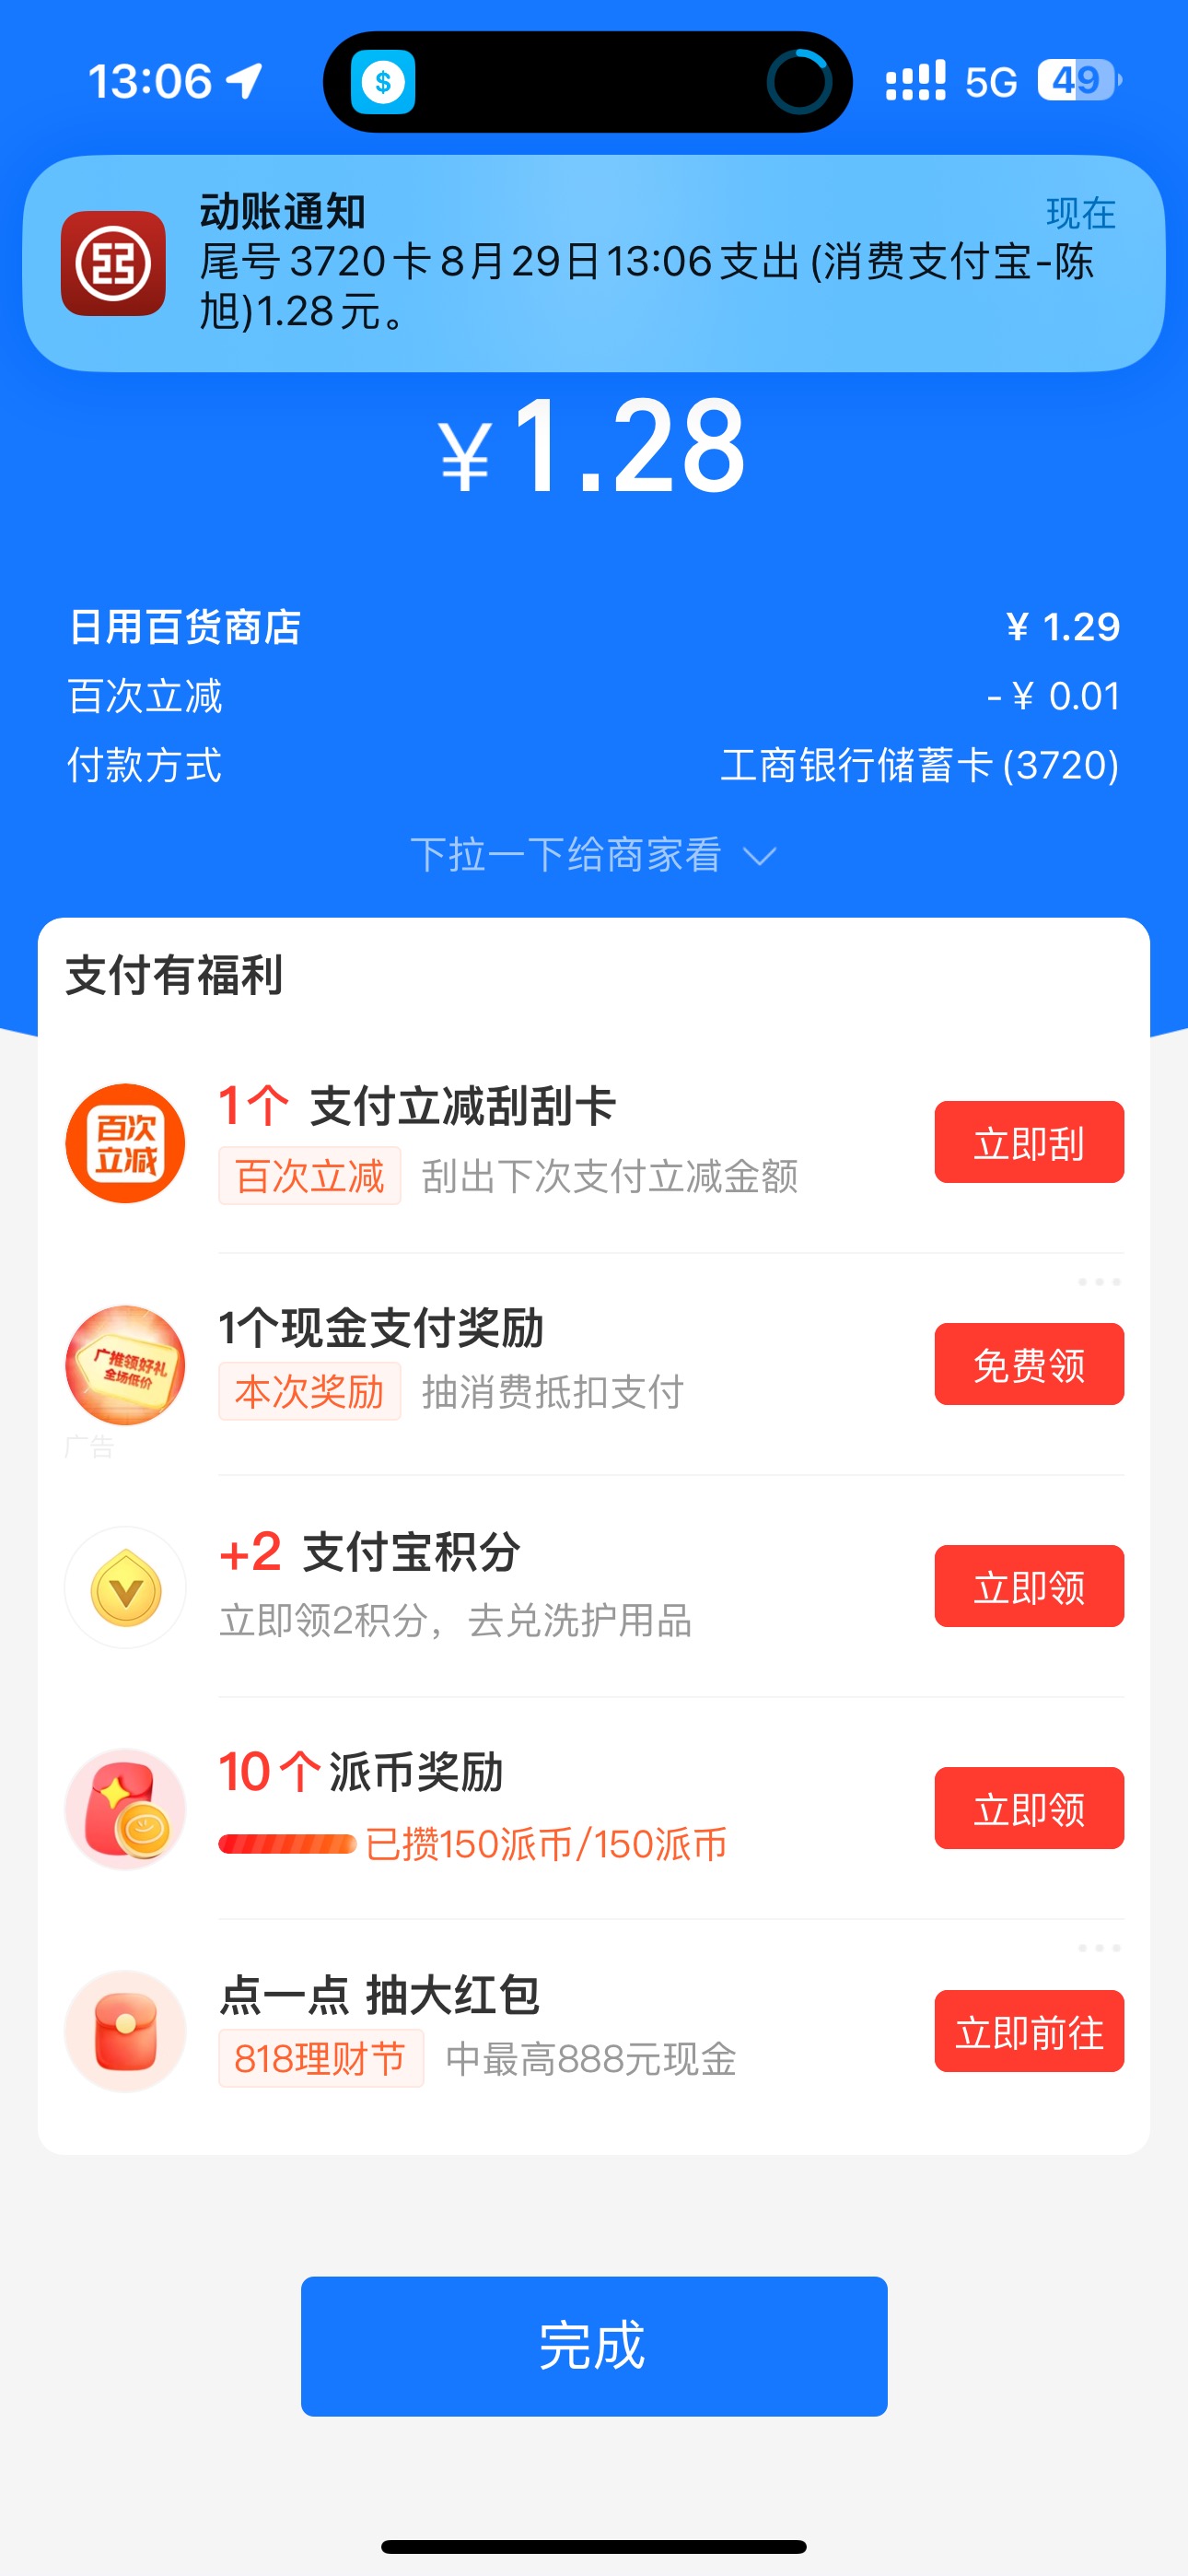 13:06
5G 49
动账通知
现在
尾号3720卡8月29日13:06支出(消费支付宝-陈
旭)1.28元。
¥1.28
日用百货商店 ¥ 1.29
百次立减 -¥ 0.01
付款方式 工商银行储蓄卡(3720)
下拉一下给商家看
支付有福利
百次
立减
1个 支付立减刮刮卡
百次立减 刮出下次支付立减金额
立即刮
广推领好礼
全场低价
广告
1个现金支付奖励
本次奖励 抽消费抵扣支付
免费领
+2 支付宝积分
立即领2积分，去兑洗护用品
立即领
10个派币奖励
已攒150派币/150派币
立即领
点一点 抽大红包
818理财节 中最高888元现金
立即前往
完成